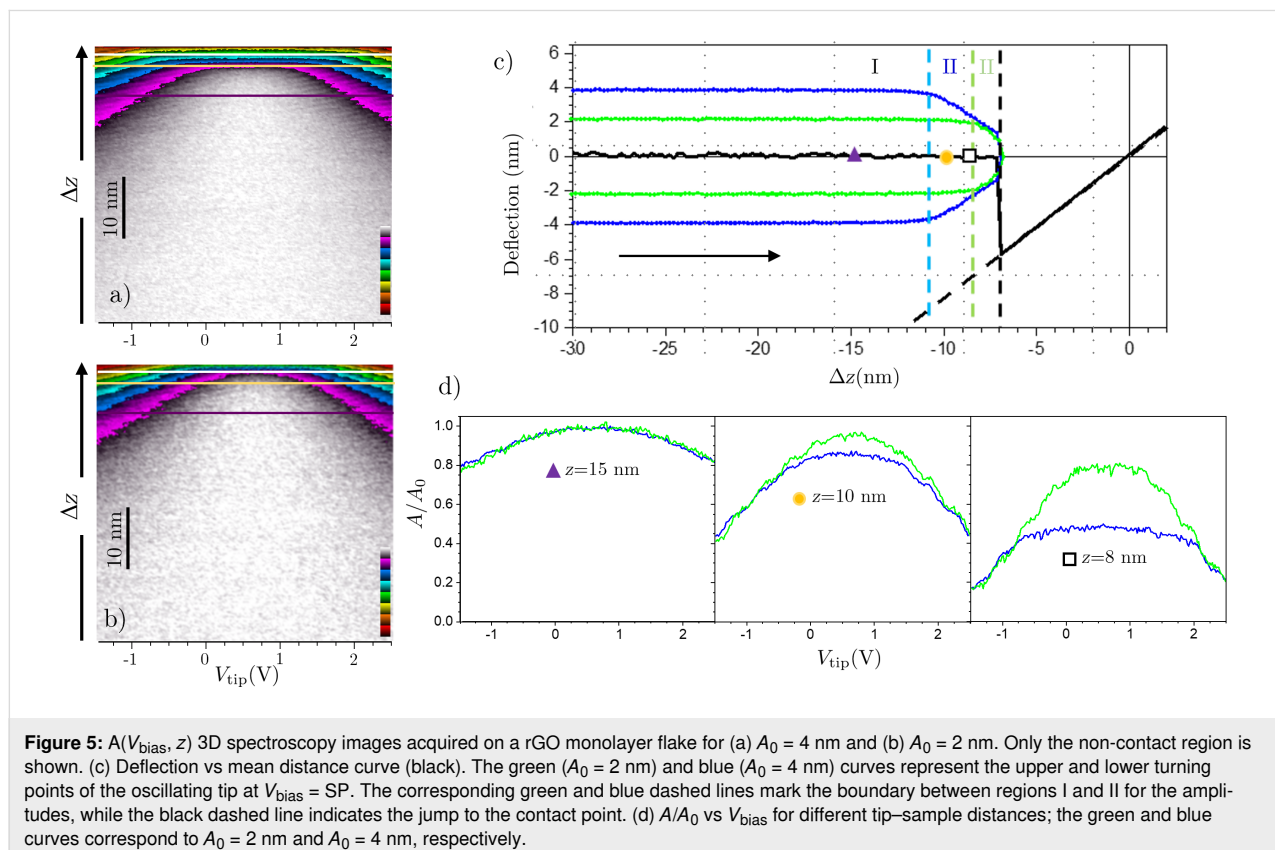 Δz
10 nm
a)
-1 0 1 2
Δz
10 nm
b)
-1 0 1 2
V_tip(V)
c)
I II II
Deflection (nm)
6
4
2
0
-2
-4
-6
-8
-10
-30 -25 -20 -15 -10 -5 0
Δz(nm)
d)
A/A_0
1.0
0.8
0.6
0.4
0.2
0.0
z=15 nm
z=10 nm
z=8 nm
-1 0 1 2 -1 0 1 2 -1 0 1 2
V_tip(V)
Figure 5: A(V_bias, z) 3D spectroscopy images acquired on a rGO monolayer flake for (a) A_0 = 4 nm and (b) A_0 = 2 nm. Only the non-contact region is
shown. (c) Deflection vs mean distance curve (black). The green (A_0 = 2 nm) and blue (A_0 = 4 nm) curves represent the upper and lower turning
points of the oscillating tip at V_bias = SP. The corresponding green and blue dashed lines mark the boundary between regions I and II for the ampli-
tudes, while the black dashed line indicates the jump to the contact point. (d) A/A_0 vs V_bias for different tip–sample distances; the green and blue
curves correspond to A_0 = 2 nm and A_0 = 4 nm, respectively.